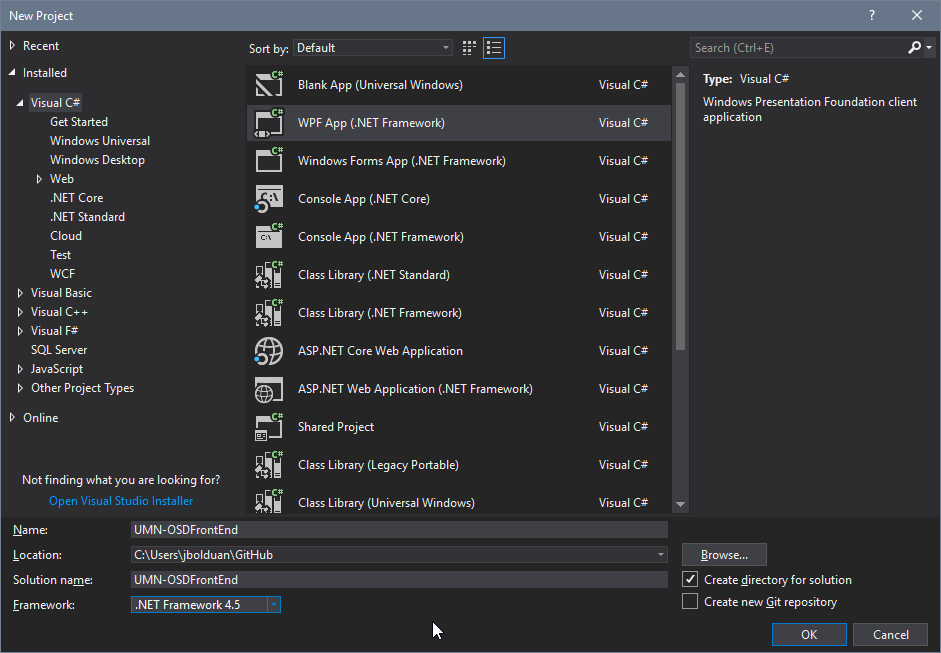 New Project
?
Recent
Installed
Visual C#
Get Started
Windows Universal
Windows Desktop
Web
.NET Core
.NET Standard
Cloud
Test
WCF
Visual Basic
Visual C++
Visual F#
SQL Server
JavaScript
Other Project Types
Online
Not finding what you are looking for?
Open Visual Studio Installer
Sort by: Default
Blank App (Universal Windows) Visual C#
WPF App (.NET Framework) Visual C#
Windows Forms App (.NET Framework) Visual C#
Console App (.NET Core) Visual C#
Console App (.NET Framework) Visual C#
Class Library (.NET Standard) Visual C#
Class Library (.NET Framework) Visual C#
ASP.NET Core Web Application Visual C#
ASP.NET Web Application (.NET Framework) Visual C#
Shared Project Visual C#
Class Library (Legacy Portable) Visual C#
Class Library (Universal Windows) Visual C#
Search (Ctrl+E)
Type: Visual C#
Windows Presentation Foundation client
application
Name: UMN-OSDFrontEnd
Location: C:\Users\jbolduan\GitHub
Browse...
Solution name: UMN-OSDFrontEnd
Create directory for solution
Framework: .NET Framework 4.5
Create new Git repository
OK
Cancel